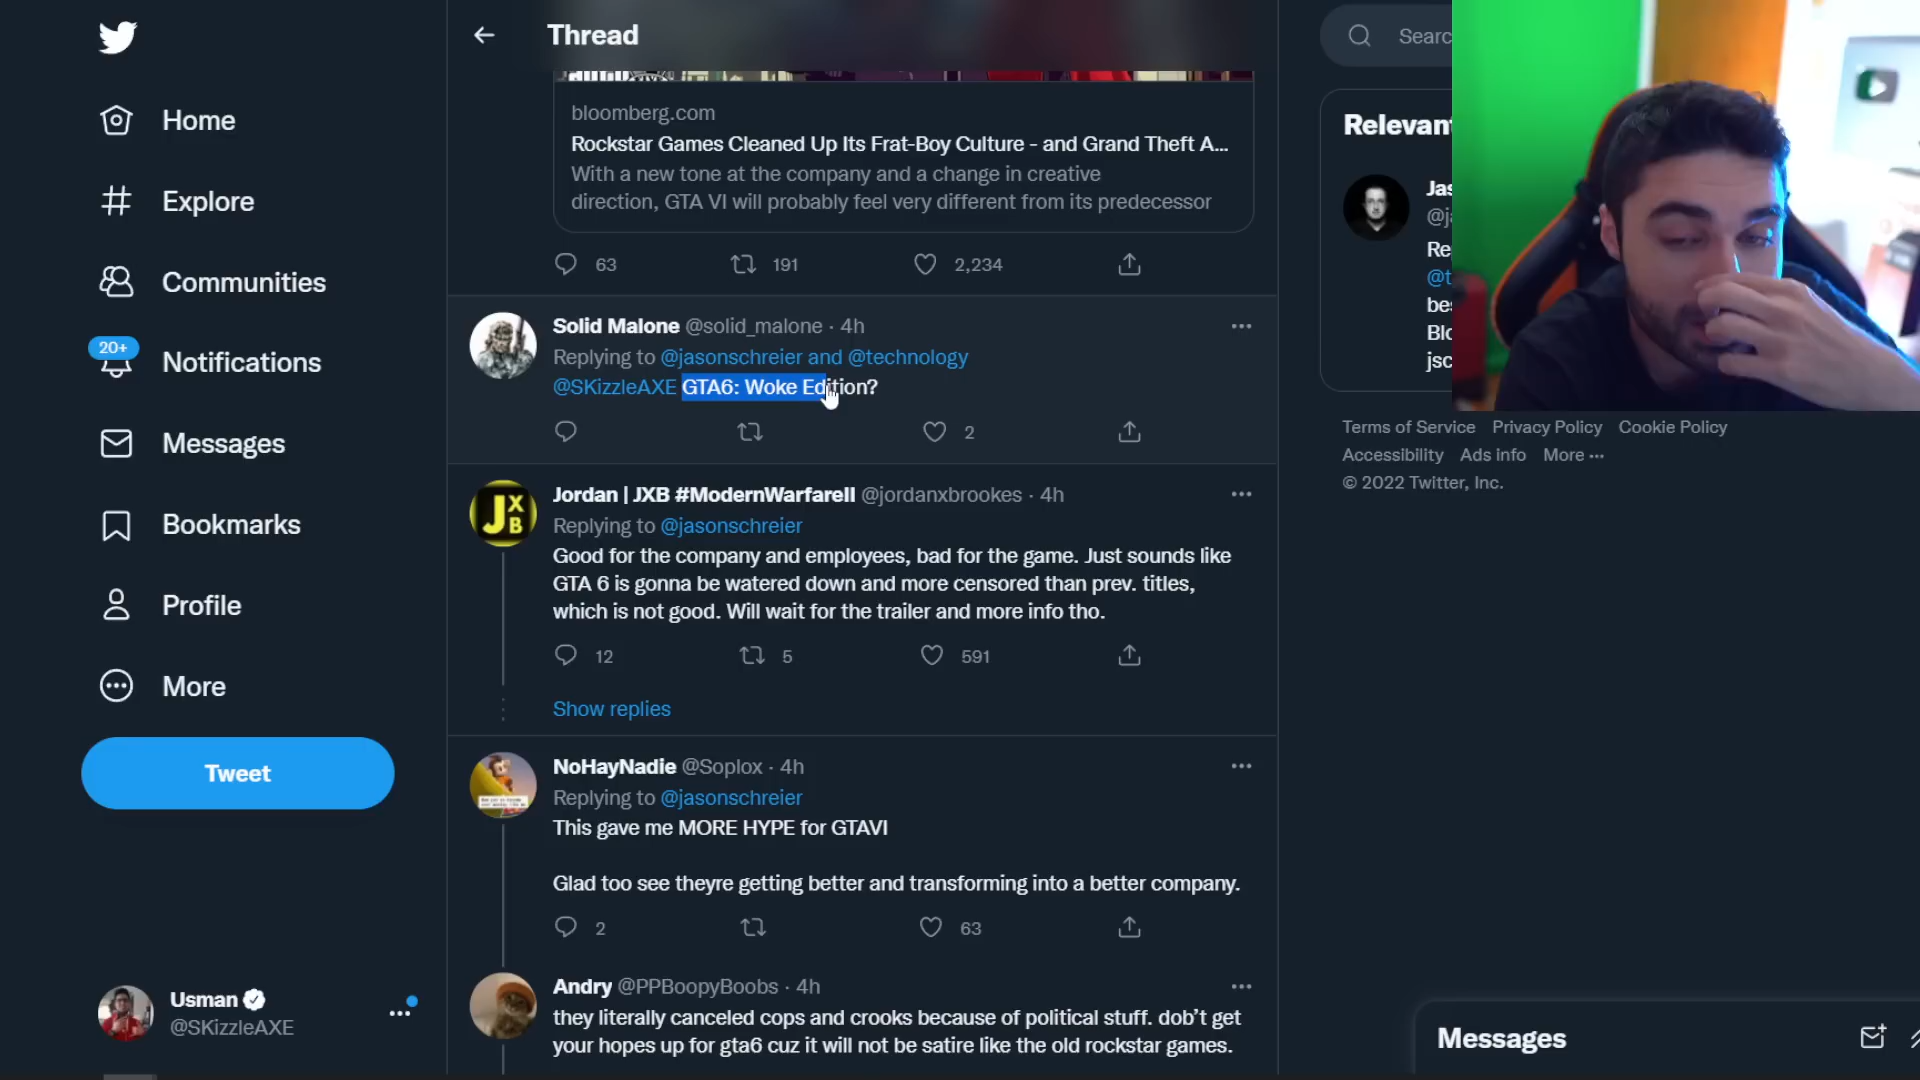 Home
Explore
Communities
20+
Notifications
Messages
Bookmarks
Profile
More
Tweet
Usman
@SKizzleAXE
Thread
bloomberg.com
Rockstar Games Cleaned Up Its Frat-Boy Culture - and Grand Theft A...
With a new tone at the company and a change in creative
direction, GTA VI will probably feel very different from its predecessor
63 191 2,234
Solid Malone @solid_malone · 4h
Replying to @jasonschreier and @technology
@SKizzleAXE GTA6: Woke Edition?
2
Jordan | JXB #ModernWarfareII @jordanxbrookes · 4h
Replying to @jasonschreier
Good for the company and employees, bad for the game. Just sounds like
GTA 6 is gonna be watered down and more censored than prev. titles,
which is not good. Will wait for the trailer and more info tho.
12 5 591
Show replies
NoHayNadie @Soplox · 4h
Replying to @jasonschreier
This gave me MORE HYPE for GTAVI
Glad too see theyre getting better and transforming into a better company.
2 63
Andry @PPBoopyBoobs · 4h
they literally canceled cops and crooks because of political stuff. dob't get
your hopes up for gta6 cuz it will not be satire like the old rockstar games.
Searc
Relevan
Jas
@ja
Re
@t
bes
Blo
jsc
Terms of Service Privacy Policy Cookie Policy
Accessibility Ads info More ···
© 2022 Twitter, Inc.
Messages
JXB